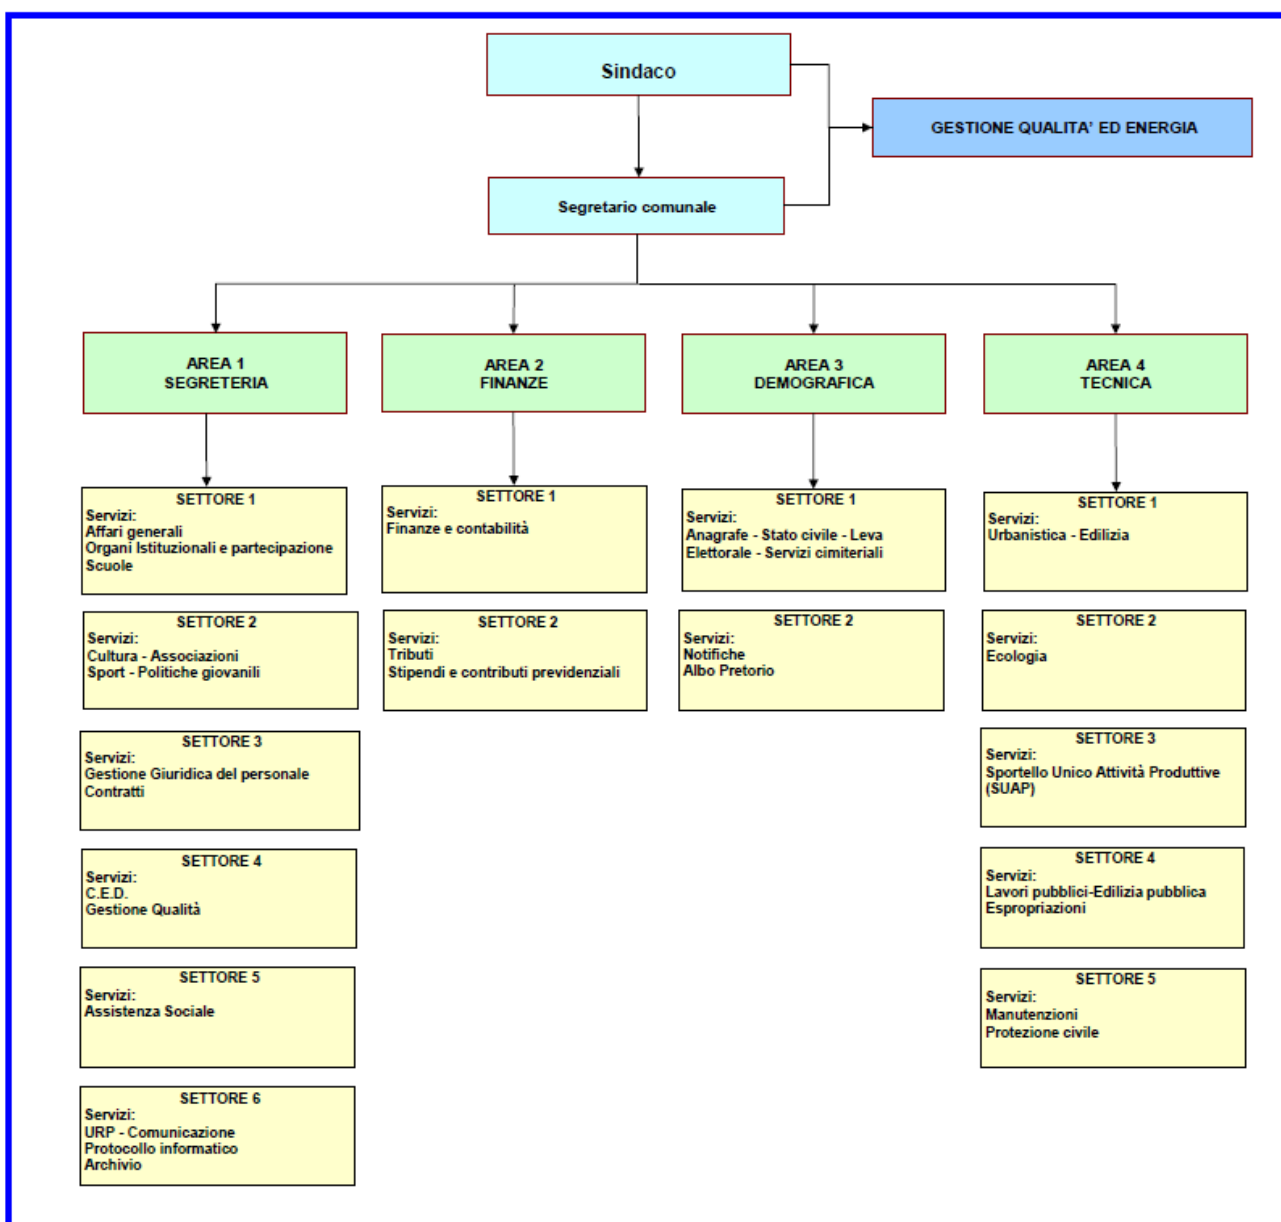 Sindaco
GESTIONE QUALITA' ED ENERGIA
Segretario comunale
AREA 1
SEGRETERIA
AREA 2
FINANZE
AREA 3
DEMOGRAFICA
AREA 4
TECNICA
SETTORE 1
Servizi:
Affari generali
Organi Istituzionali e partecipazione
Scuole
SETTORE 2
Servizi:
Cultura - Associazioni
Sport - Politiche giovanili
SETTORE 3
Servizi:
Gestione Giuridica del personale
Contratti
SETTORE 4
Servizi:
C.E.D.
Gestione Qualità
SETTORE 5
Servizi:
Assistenza Sociale
SETTORE 6
Servizi:
URP - Comunicazione
Protocollo informatico
Archivio
SETTORE 1
Servizi:
Finanze e contabilità
SETTORE 2
Servizi:
Tributi
Stipendi e contributi previdenziali
SETTORE 1
Servizi:
Anagrafe - Stato civile - Leva
Elettorale - Servizi cimiteriali
SETTORE 2
Servizi:
Notifiche
Albo Pretorio
SETTORE 1
Servizi:
Urbanistica - Edilizia
SETTORE 2
Servizi:
Ecologia
SETTORE 3
Servizi:
Sportello Unico Attività Produttive
(SUAP)
SETTORE 4
Servizi:
Lavori pubblici-Edilizia pubblica
Espropriazioni
SETTORE 5
Servizi:
Manutenzioni
Protezione civile